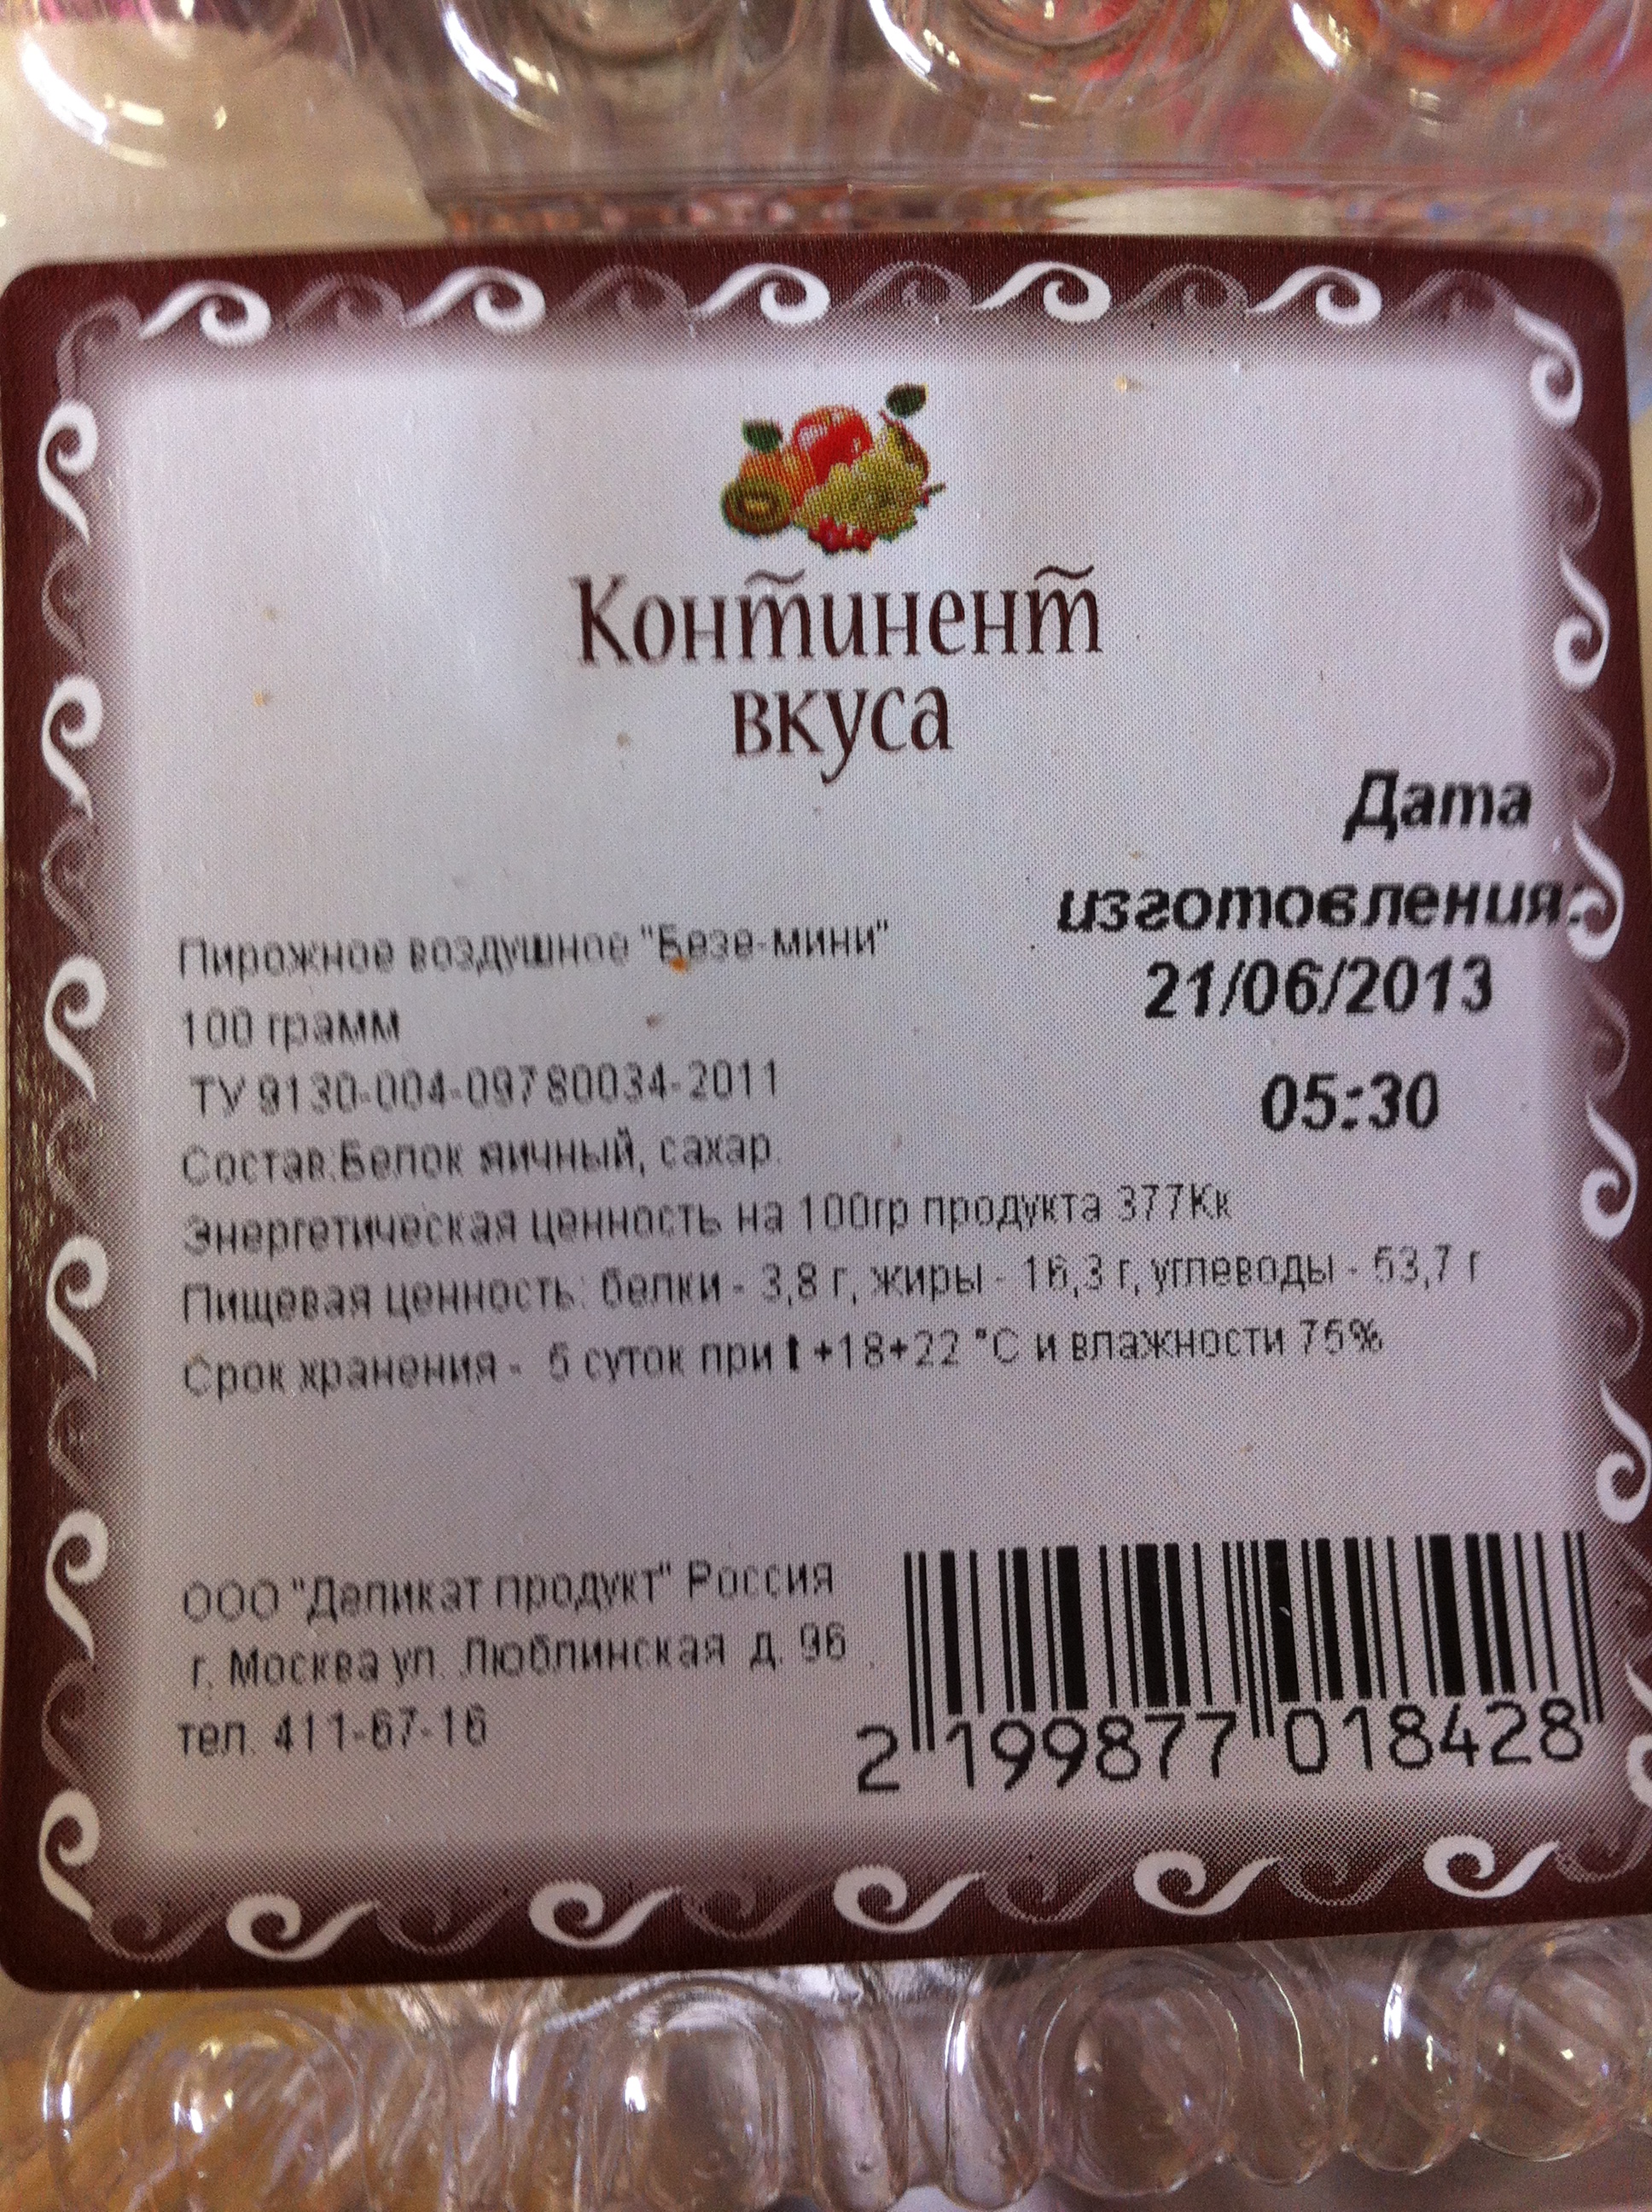 Континент
вкуса
Дата
изготовления:
21/06/2013
05:30
Пирожное воздушное "Безе-мини"
100 грамм
ТУ 9130-004-09780034-2011
Состав:Белок яичный, сахар.
Энергетическая ценность на 100гр продукта 377Кк
Пищевая ценность: белки - 3,8 г, жиры - 16,3 г, углеводы - 53,7 г
Срок хранения - 5 суток при t +18+22 °C и влажности 75%
ООО "Деликат продукт" Россия
г. Москва ул. Люблинская д. 96
тел. 411-67-16
2 199877 018428